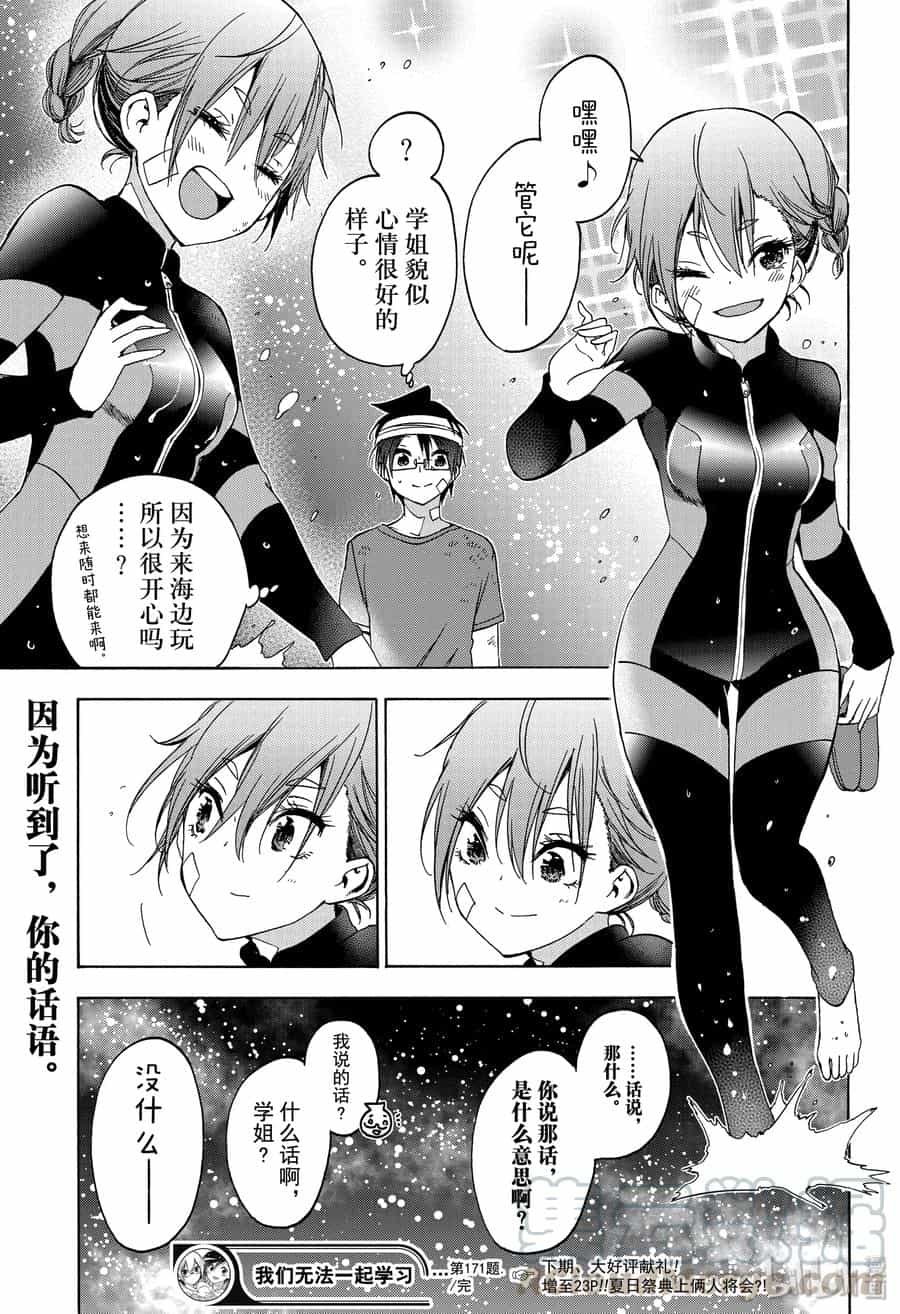 嘿嘿♪
管它呢——
？
学姐貌似
心情很好的
样子。
因为来海边玩
所以很开心吗
……？
想来随时都能来啊。
因为听到了，你的话语。
……话说，
那什么。
你说那话，
是什么意思啊？
我说的话？
什么话啊，
学姐？
没什么——
我们无法一起学习
…第171题/完
下期、大好评献礼！
增至23P!!夏日祭典上俩人将会?!